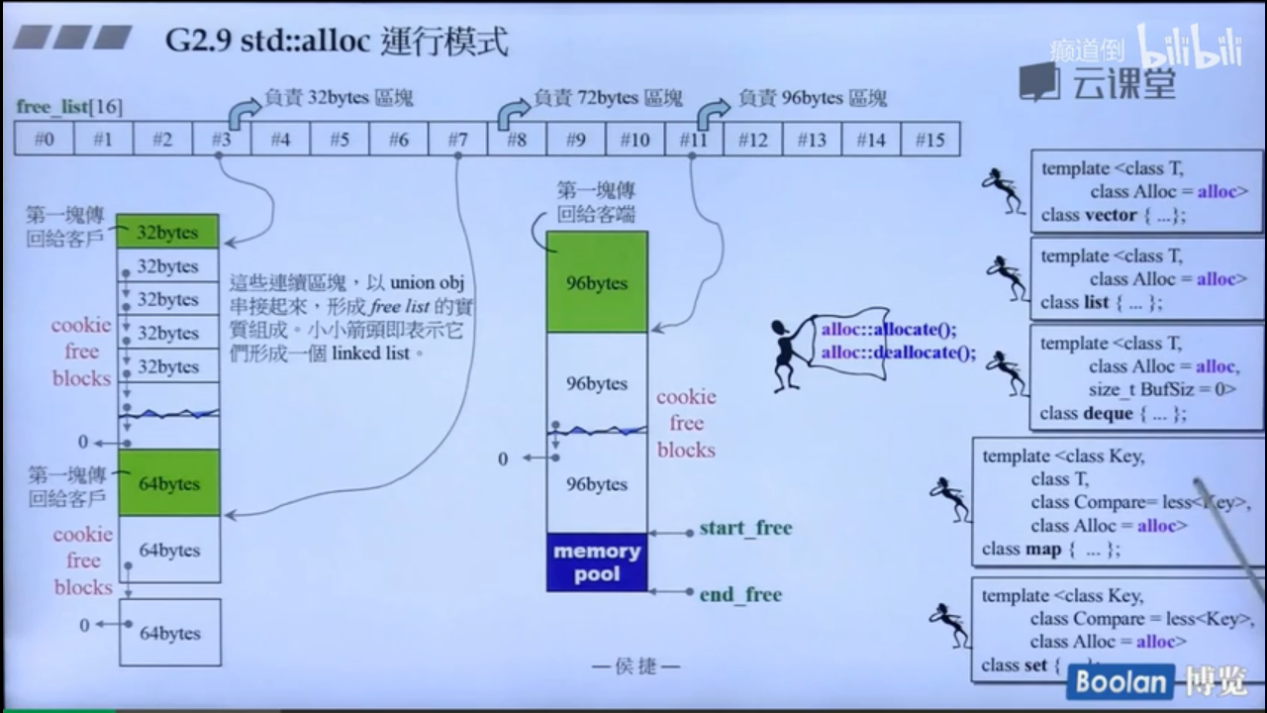 G2.9 std::alloc 運行模式
癫道倒 bilibili
云课堂
free_list[16]
負責 32bytes 區塊
負責 72bytes 區塊
負責 96bytes 區塊
#0 #1 #2 #3 #4 #5 #6 #7 #8 #9 #10 #11 #12 #13 #14 #15
第一塊傳
回給客戶
32bytes
32bytes
32bytes
32bytes
32bytes
cookie
free
blocks
0
這些連續區塊，以 union obj
串接起來，形成 free list 的實
質組成。小小箭頭即表示它
們形成一個 linked list。
第一塊傳
回給客戶
64bytes
cookie
free
blocks
64bytes
0
64bytes
第一塊傳
回給客端
96bytes
96bytes
cookie
free
blocks
0
96bytes
memory
pool
start_free
end_free
alloc::allocate();
alloc::deallocate();
template <class T,
class Alloc = alloc>
class vector { ...};
template <class T,
class Alloc = alloc>
class list { ... };
template <class T,
class Alloc = alloc,
size_t BufSiz = 0>
class deque { ... };
template <class Key,
class T,
class Compare= less<Key>,
class Alloc = alloc>
class map { ... };
template <class Key,
class Compare = less<Key>,
class Alloc = alloc>
class set {
—侯捷—
Boolan 博览